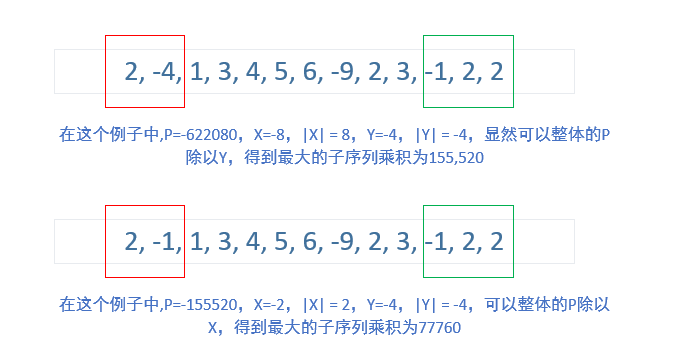 2, -4, 1, 3, 4, 5, 6, -9, 2, 3, -1, 2, 2
在这个例子中,P=-622080，X=-8，|X| = 8，Y=-4，|Y| = -4，显然可以整体的P
除以Y，得到最大的子序列乘积为155,520
2, -1, 1, 3, 4, 5, 6, -9, 2, 3, -1, 2, 2
在这个例子中,P=-155520，X=-2，|X| = 2，Y=-4，|Y| = -4，可以整体的P除以
X，得到最大的子序列乘积为77760